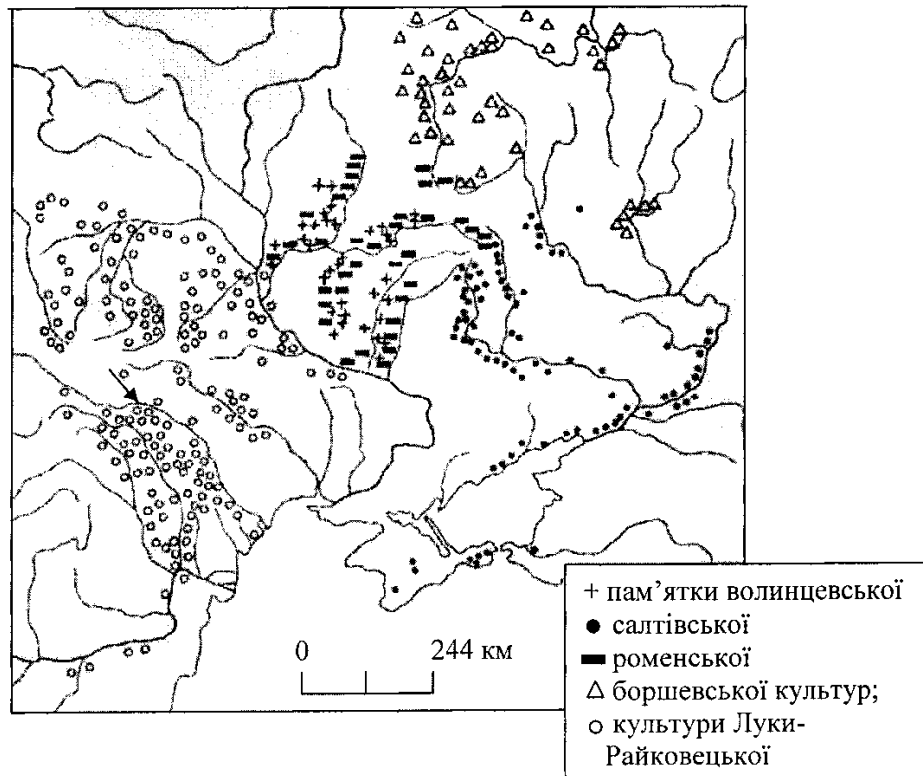 0 244 км
+ пам’ятки волинцевської
● салтівської
▬ роменської
△ боршевської культур;
○ культури Луки-
Райковецької